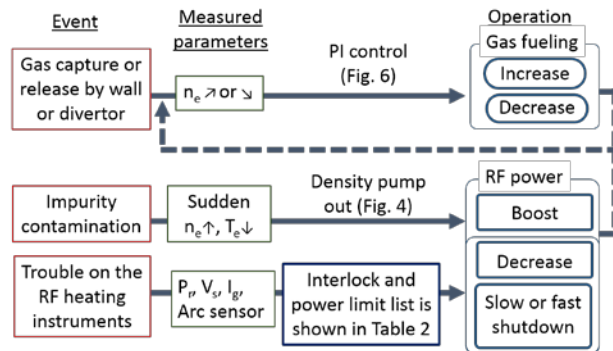 Event
Measured
parameters
Operation
Gas capture or
release by wall
or divertor
nₑ ↗ or ↘
PI control
(Fig. 6)
Gas fueling
Increase
Decrease
Impurity
contamination
Sudden
nₑ↑, Tₑ↓
Density pump
out (Fig. 4)
RF power
Boost
Trouble on the
RF heating
instruments
Pᵣ, Vₛ, I_g,
Arc sensor
Interlock and
power limit list is
shown in Table 2
Decrease
Slow or fast
shutdown